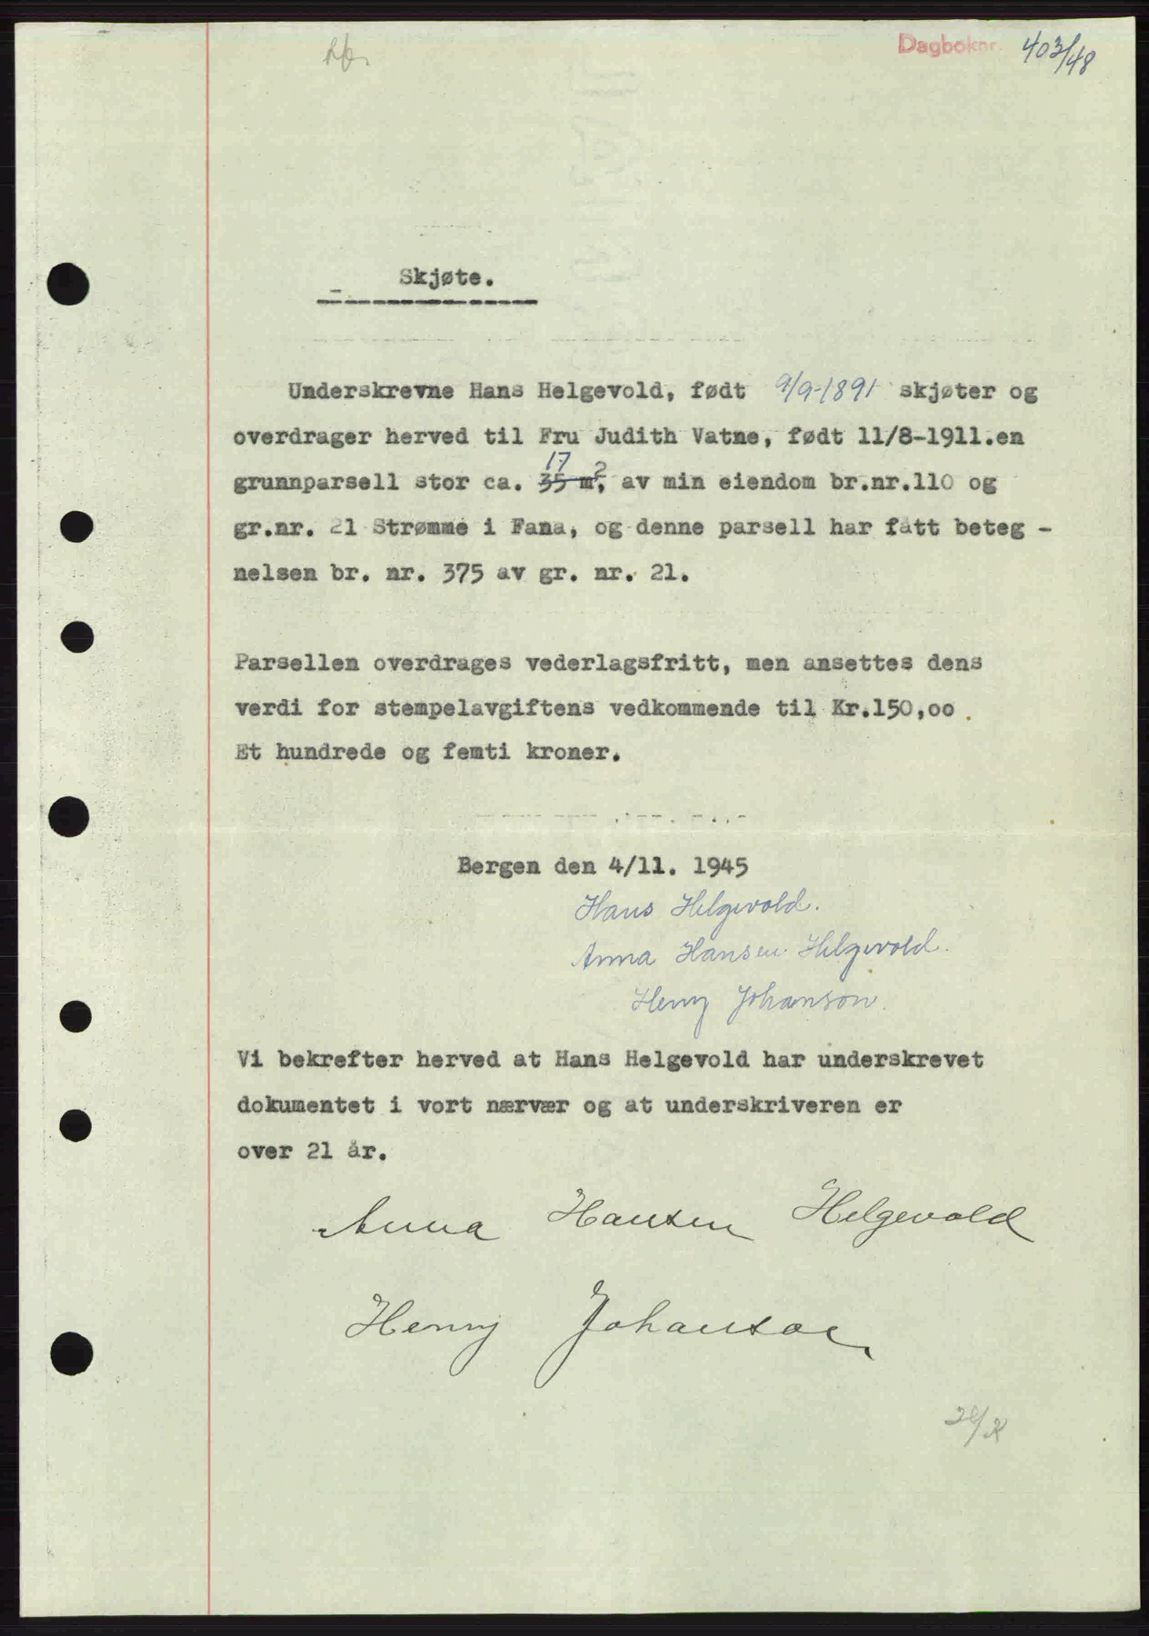 Dagboknr. 403/48
Skjøte.
Underskrevne Hans Helgevold, født 9/9-1891 skjøter og
overdrager herved til Fru Judith Vatne, født 11/8-1911.en
17
grunnparsell stor ca. 35 m², av min eiendom br.nr.110 og
gr.nr. 21 Strømme i Fana, og denne parsell har fått beteg -
nelsen br. nr. 375 av gr. nr. 21.
Parsellen overdrages vederlagsfritt, men ansettes dens
verdi for stempelavgiftens vedkommende til Kr.150,oo.
Et hundrede og femti kroner.
Bergen den 4/11. 1945
Hans Helgevold.
Anna Hansen Helgevold.
Henry Johanson.
Vi bekrefter herved at Hans Helgevold har underskrevet
dokumentet i vort nærvær og at underskriveren er
over 21 år.
Anna Hansen Helgevold
Henry Johanson